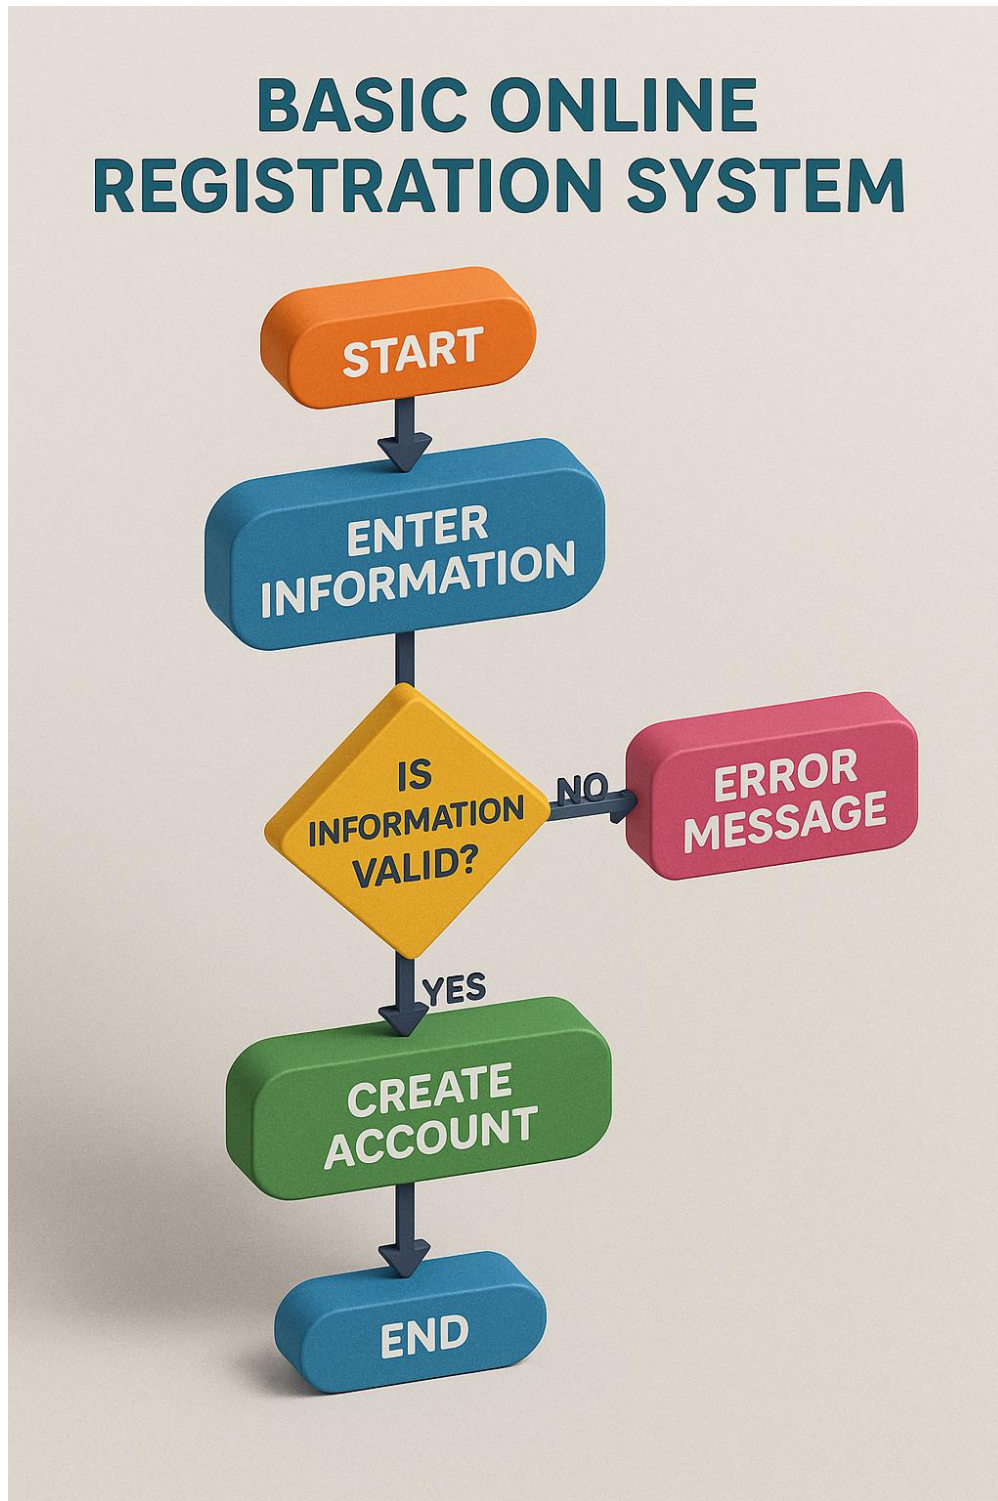 BASIC ONLINE
REGISTRATION SYSTEM
START
ENTER
INFORMATION
IS
INFORMATION
VALID?
NO
ERROR
MESSAGE
YES
CREATE
ACCOUNT
END